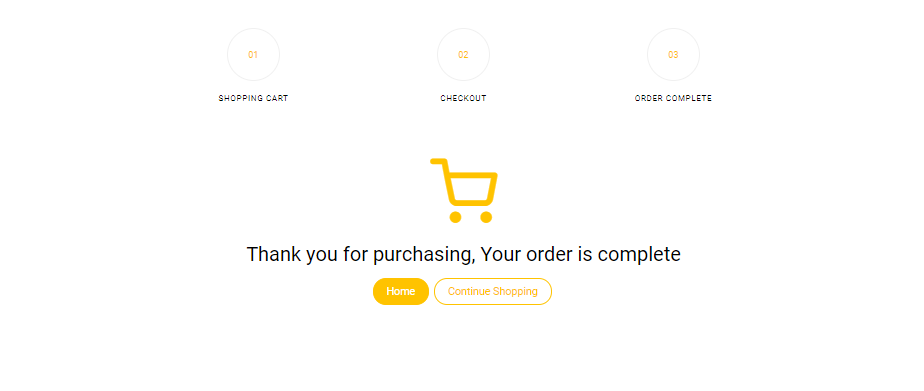 01
02
03
SHOPPING CART
CHECKOUT
ORDER COMPLETE
Thank you for purchasing, Your order is complete
Home
Continue Shopping